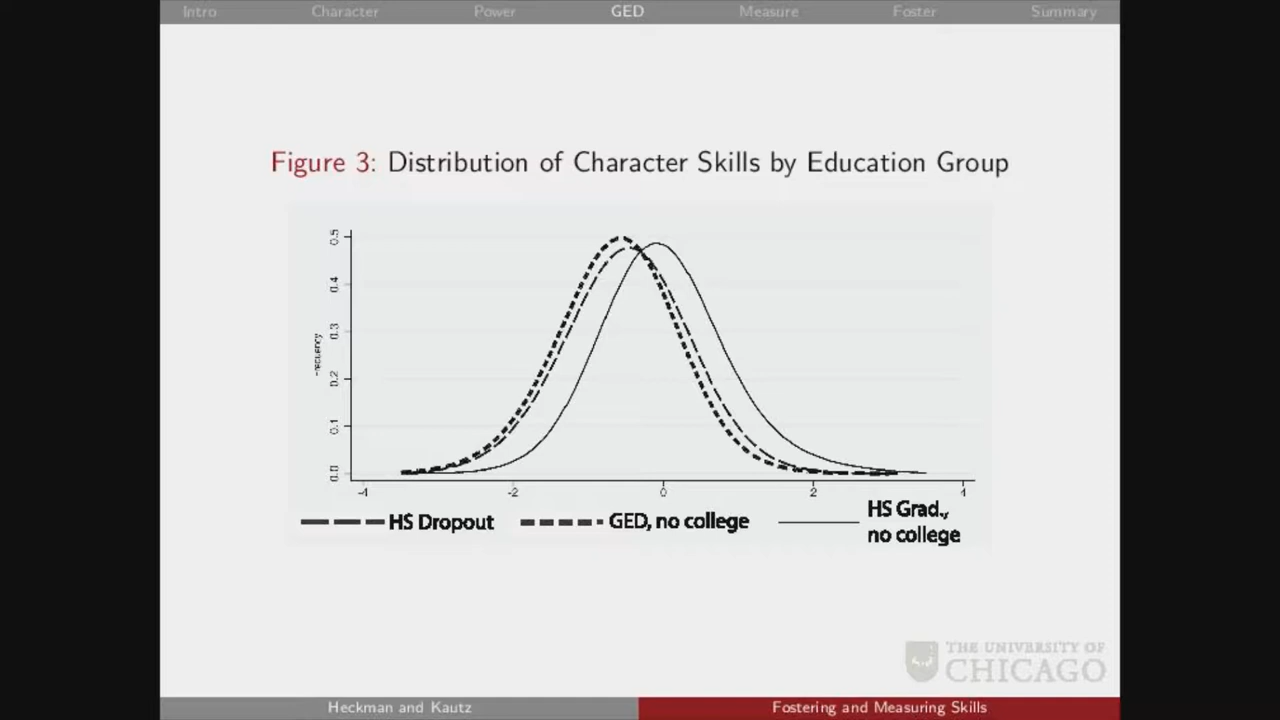 Intro Character Power GED Measure Foster Summary
Figure 3: Distribution of Character Skills by Education Group
0.5
0.4
0.3
0.2
0.1
0.0
-4 -2 0 2 4
HS Dropout GED, no college HS Grad., no college
THE UNIVERSITY OF
CHICAGO
Heckman and Kautz Fostering and Measuring Skills